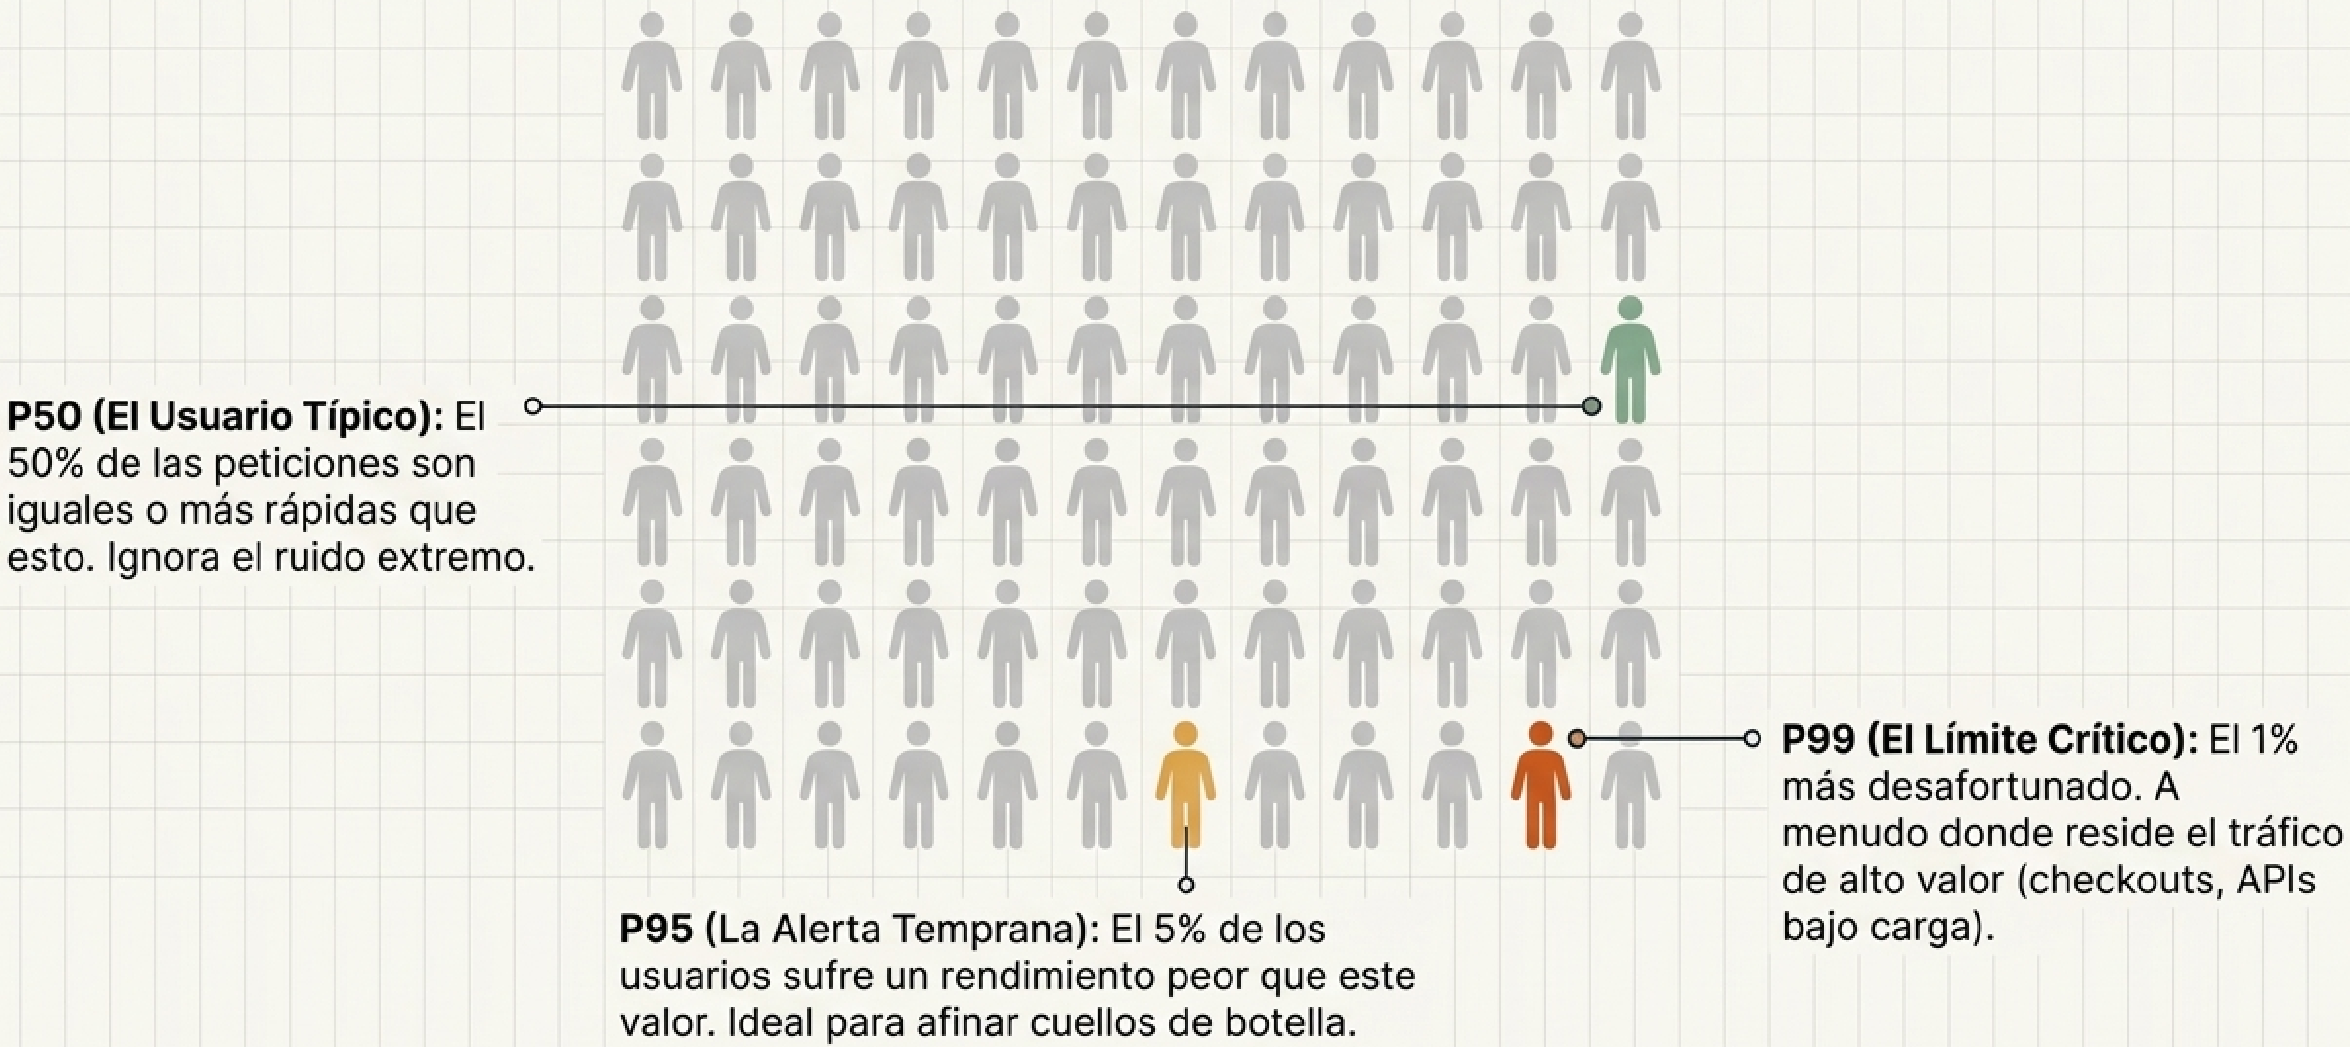 P50 (El Usuario Típico): El
50% de las peticiones son
iguales o más rápidas que
esto. Ignora el ruido extremo.
P99 (El Límite Crítico): El 1%
más desafortunado. A
menudo donde reside el tráfico
de alto valor (checkouts, APIs
bajo carga).
P95 (La Alerta Temprana): El 5% de los
usuarios sufre un rendimiento peor que este
valor. Ideal para afinar cuellos de botella.